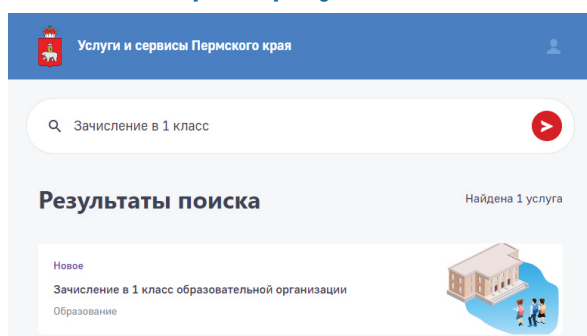 Услуги и сервисы Пермского края
Зачисление в 1 класс
Результаты поиска
Найдена 1 услуга
Новое
Зачисление в 1 класс образовательной организации
Образование